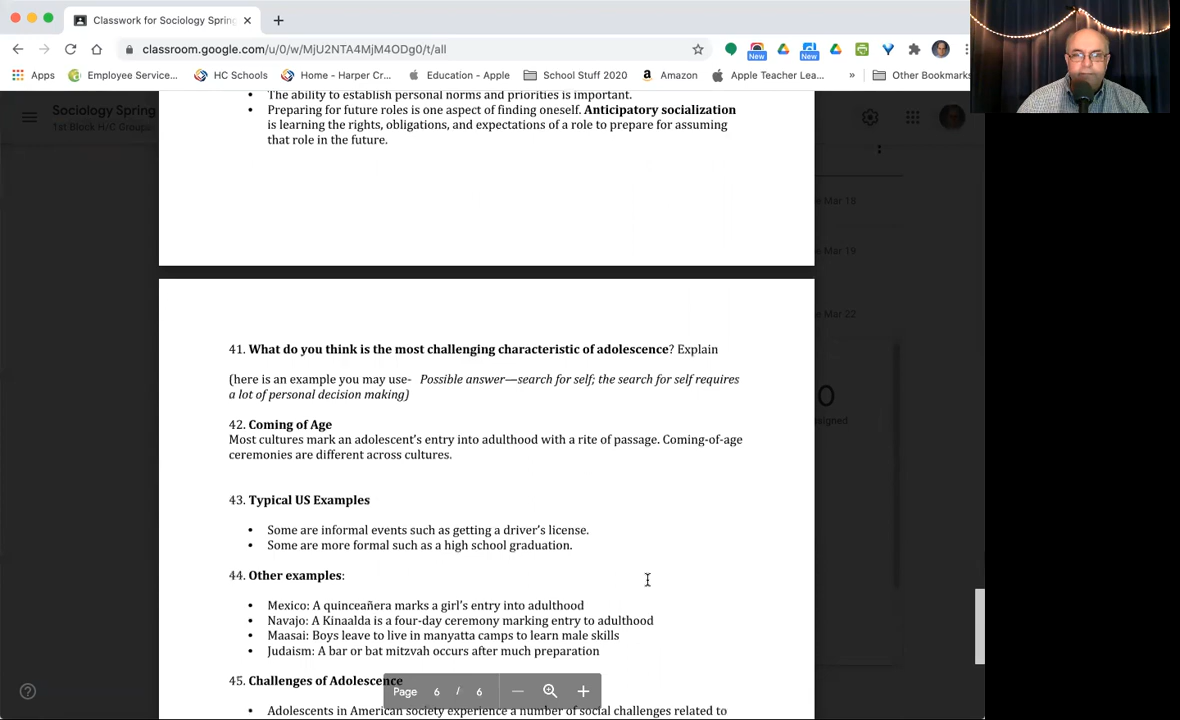 Classwork for Sociology Spring
classroom.google.com/u/0/w/MjU2NTA4MjM4ODg0/t/all
New
New
Apps
Employee Service...
HC Schools
Home - Harper Cr...
Education - Apple
School Stuff 2020
Amazon
Apple Teacher Lea...
»
Other Bookmarks
Sociology Spring
1st Block H/C Group
• The ability to establish personal norms and priorities is important.
• Preparing for future roles is one aspect of finding oneself. Anticipatory socialization
is learning the rights, obligations, and expectations of a role to prepare for assuming
that role in the future.
Mar 18
Mar 19
Mar 22
0
41. What do you think is the most challenging characteristic of adolescence? Explain
(here is an example you may use- Possible answer—search for self; the search for self requires
a lot of personal decision making)
42. Coming of Age
Most cultures mark an adolescent's entry into adulthood with a rite of passage. Coming-of-age
ceremonies are different across cultures.
43. Typical US Examples
• Some are informal events such as getting a driver's license.
• Some are more formal such as a high school graduation.
44. Other examples:
• Mexico: A quinceañera marks a girl's entry into adulthood
• Navajo: A Kinaalda is a four-day ceremony marking entry to adulthood
• Maasai: Boys leave to live in manyatta camps to learn male skills
• Judaism: A bar or bat mitzvah occurs after much preparation
45. Challenges of Adolescence
• Adolescents in American society experience a number of social challenges related to
Page 6 / 6